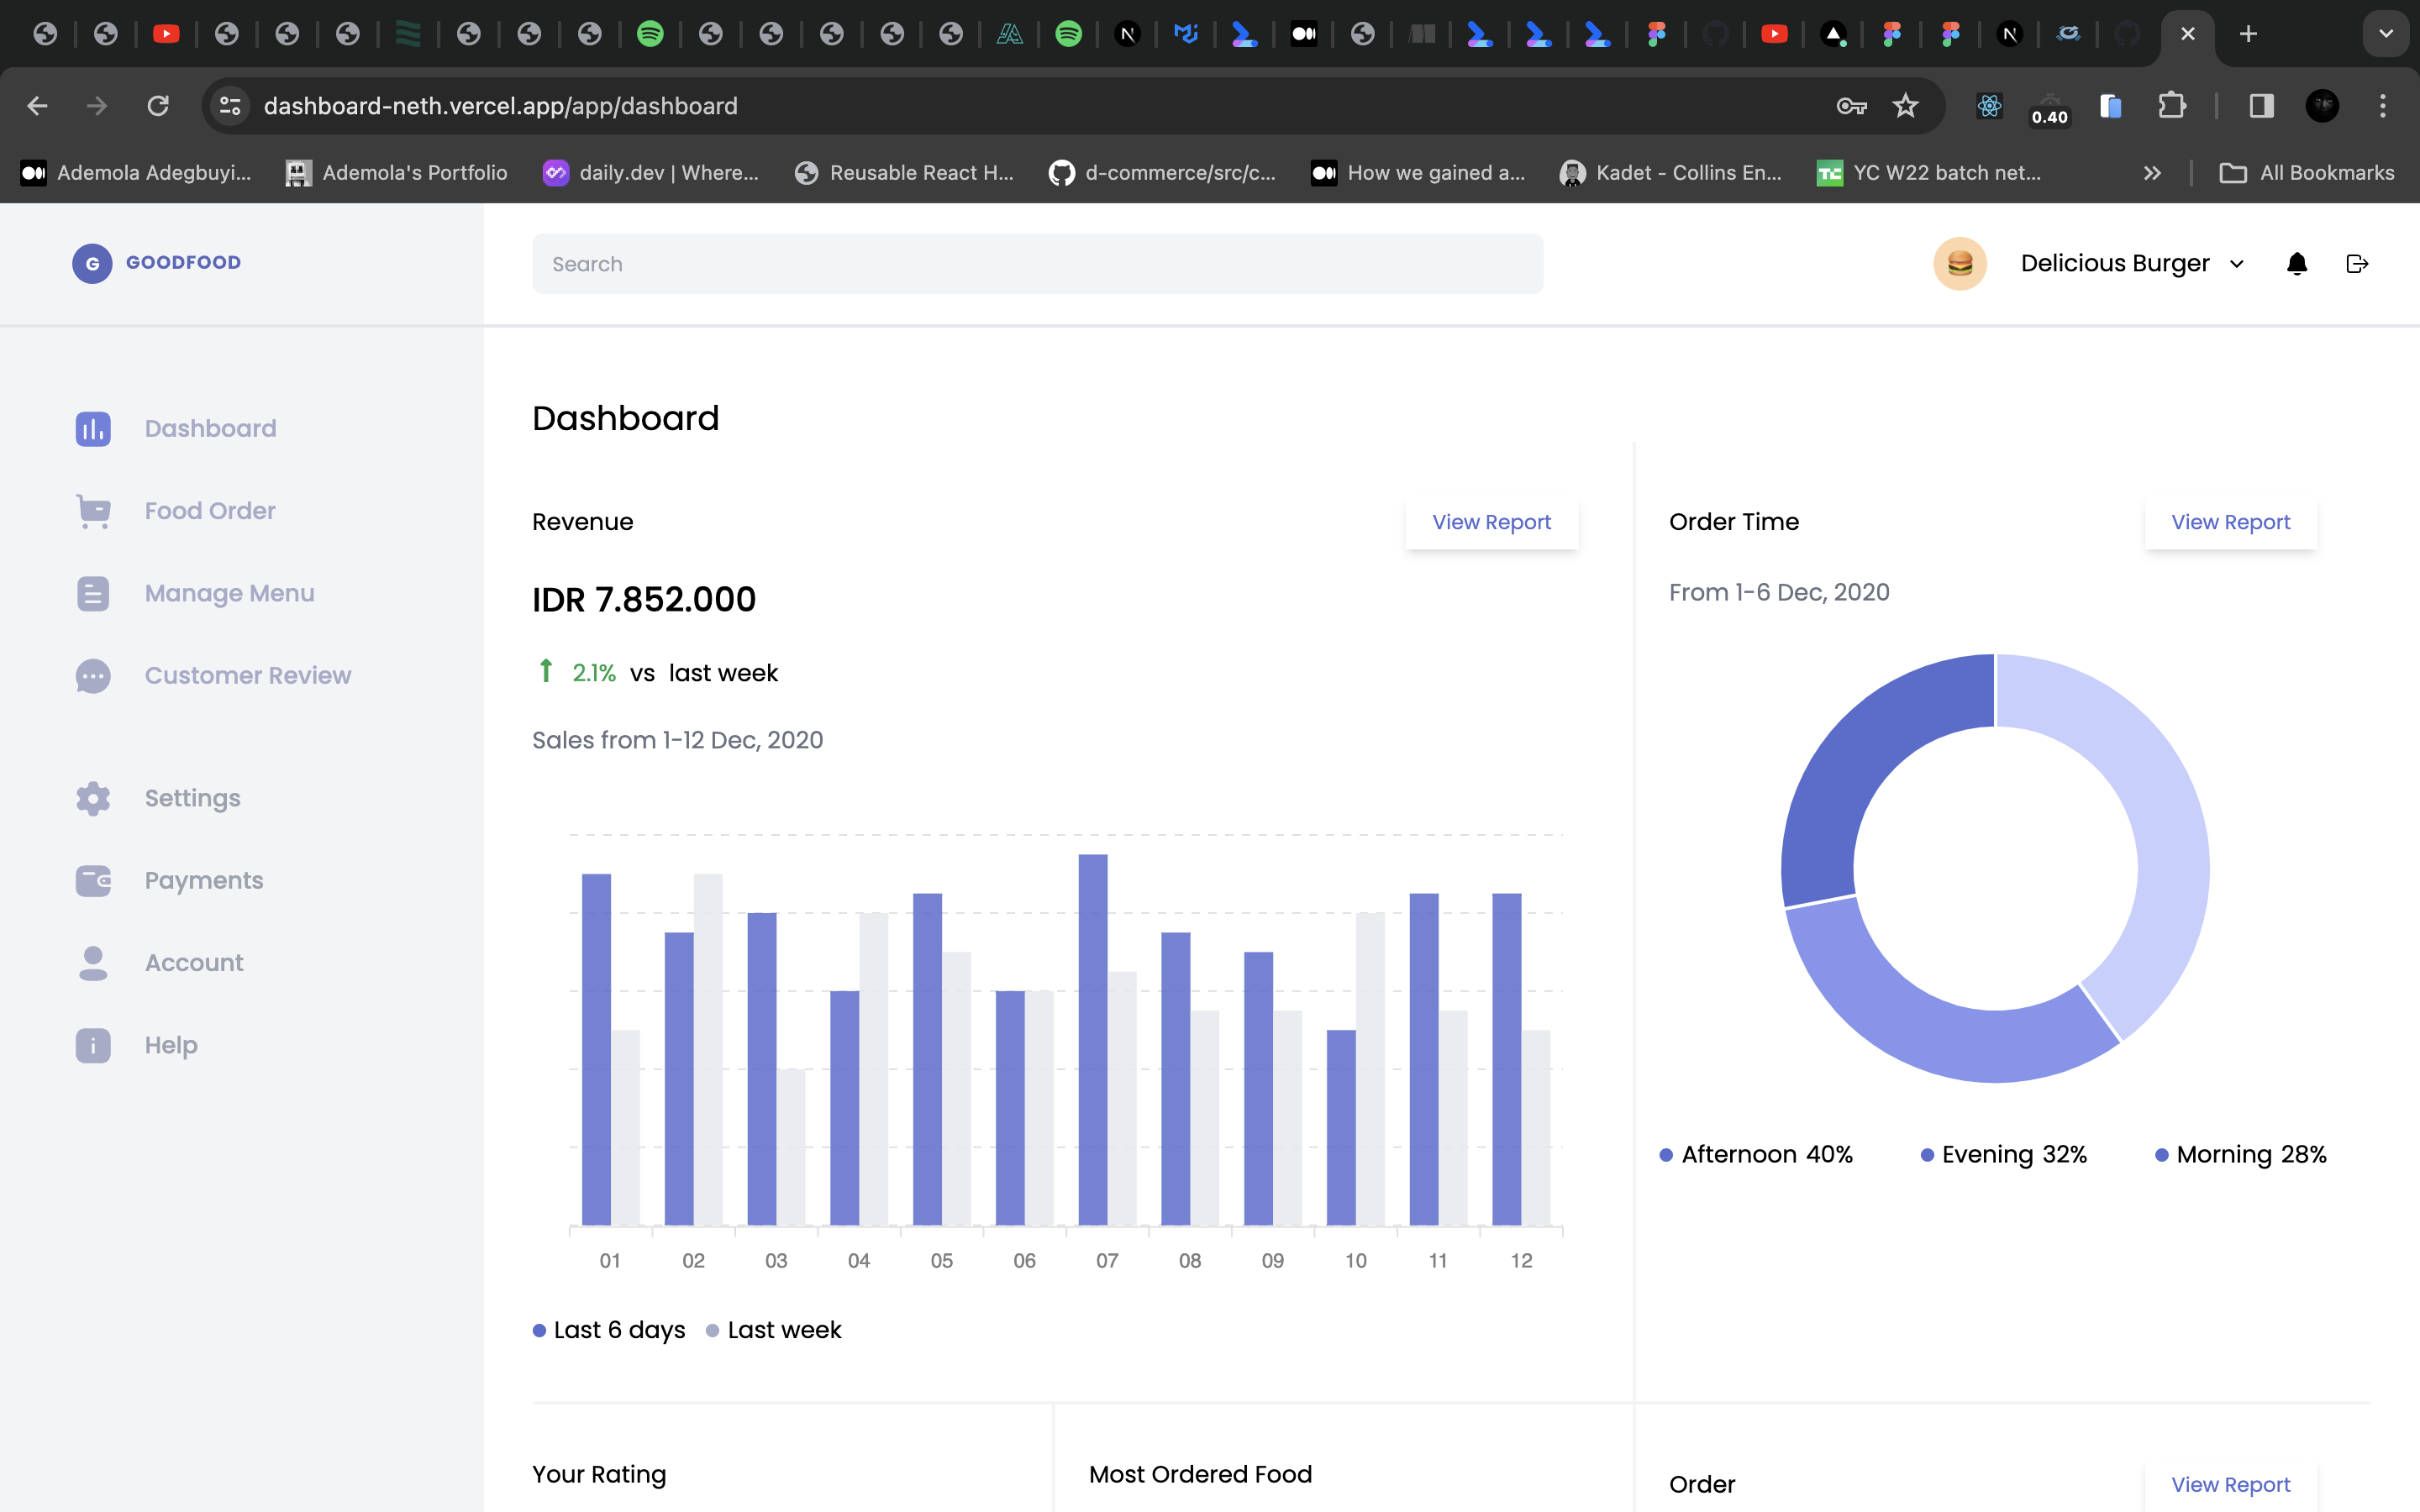 dashboard-neth.vercel.app/app/dashboard
0.40
Ademola Adegbuyi...
Ademola's Portfolio
daily.dev | Where...
Reusable React H...
d-commerce/src/c...
How we gained a...
Kadet - Collins En...
YC W22 batch net...
All Bookmarks
G GOODFOOD
Search
Delicious Burger
Dashboard
Food Order
Manage Menu
Customer Review
Settings
Payments
Account
Help
Dashboard
Revenue
View Report
IDR 7.852.000
2.1% vs last week
Sales from 1-12 Dec, 2020
01 02 03 04 05 06 07 08 09 10 11 12
Last 6 days Last week
Order Time
View Report
From 1-6 Dec, 2020
Afternoon 40% Evening 32% Morning 28%
Your Rating
Most Ordered Food
Order
View Report